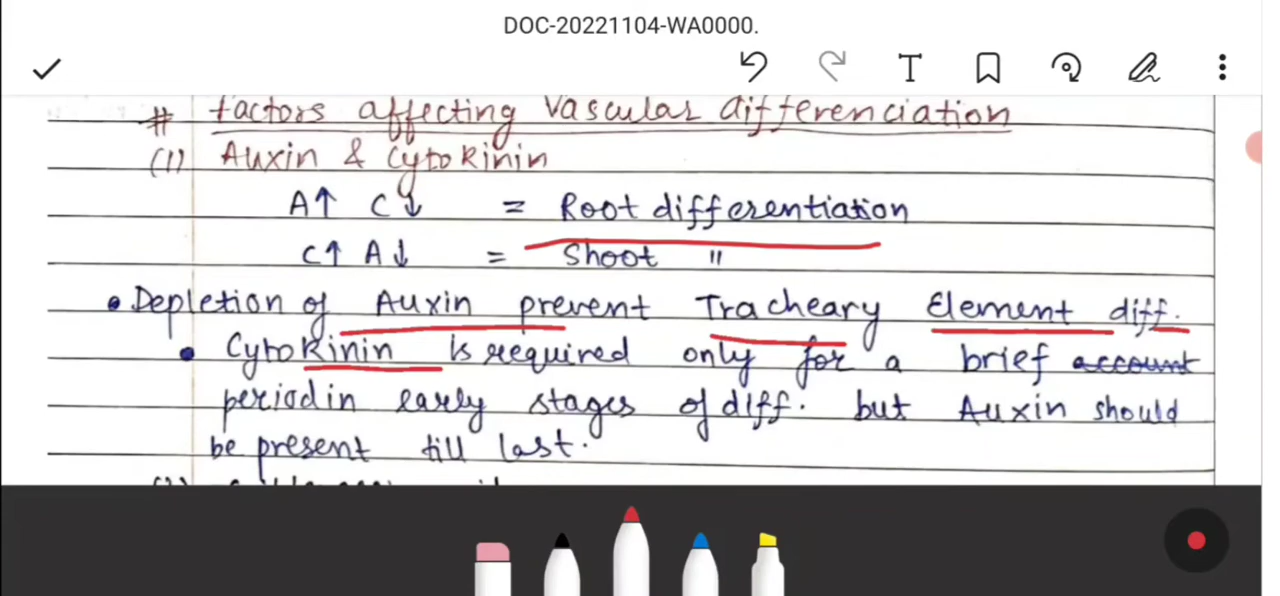 DOC-20221104-WA0000.
T
# factors affecting Vascular differenciation
(1) Auxin & Cytokinin
A↑ C↓ = Root differentiation
C↑ A↓ = Shoot "
• Depletion of Auxin prevent Tracheary Element diff.
• Cytokinin is required only for a brief account
period in early stages of diff. but Auxin should
be present till last.